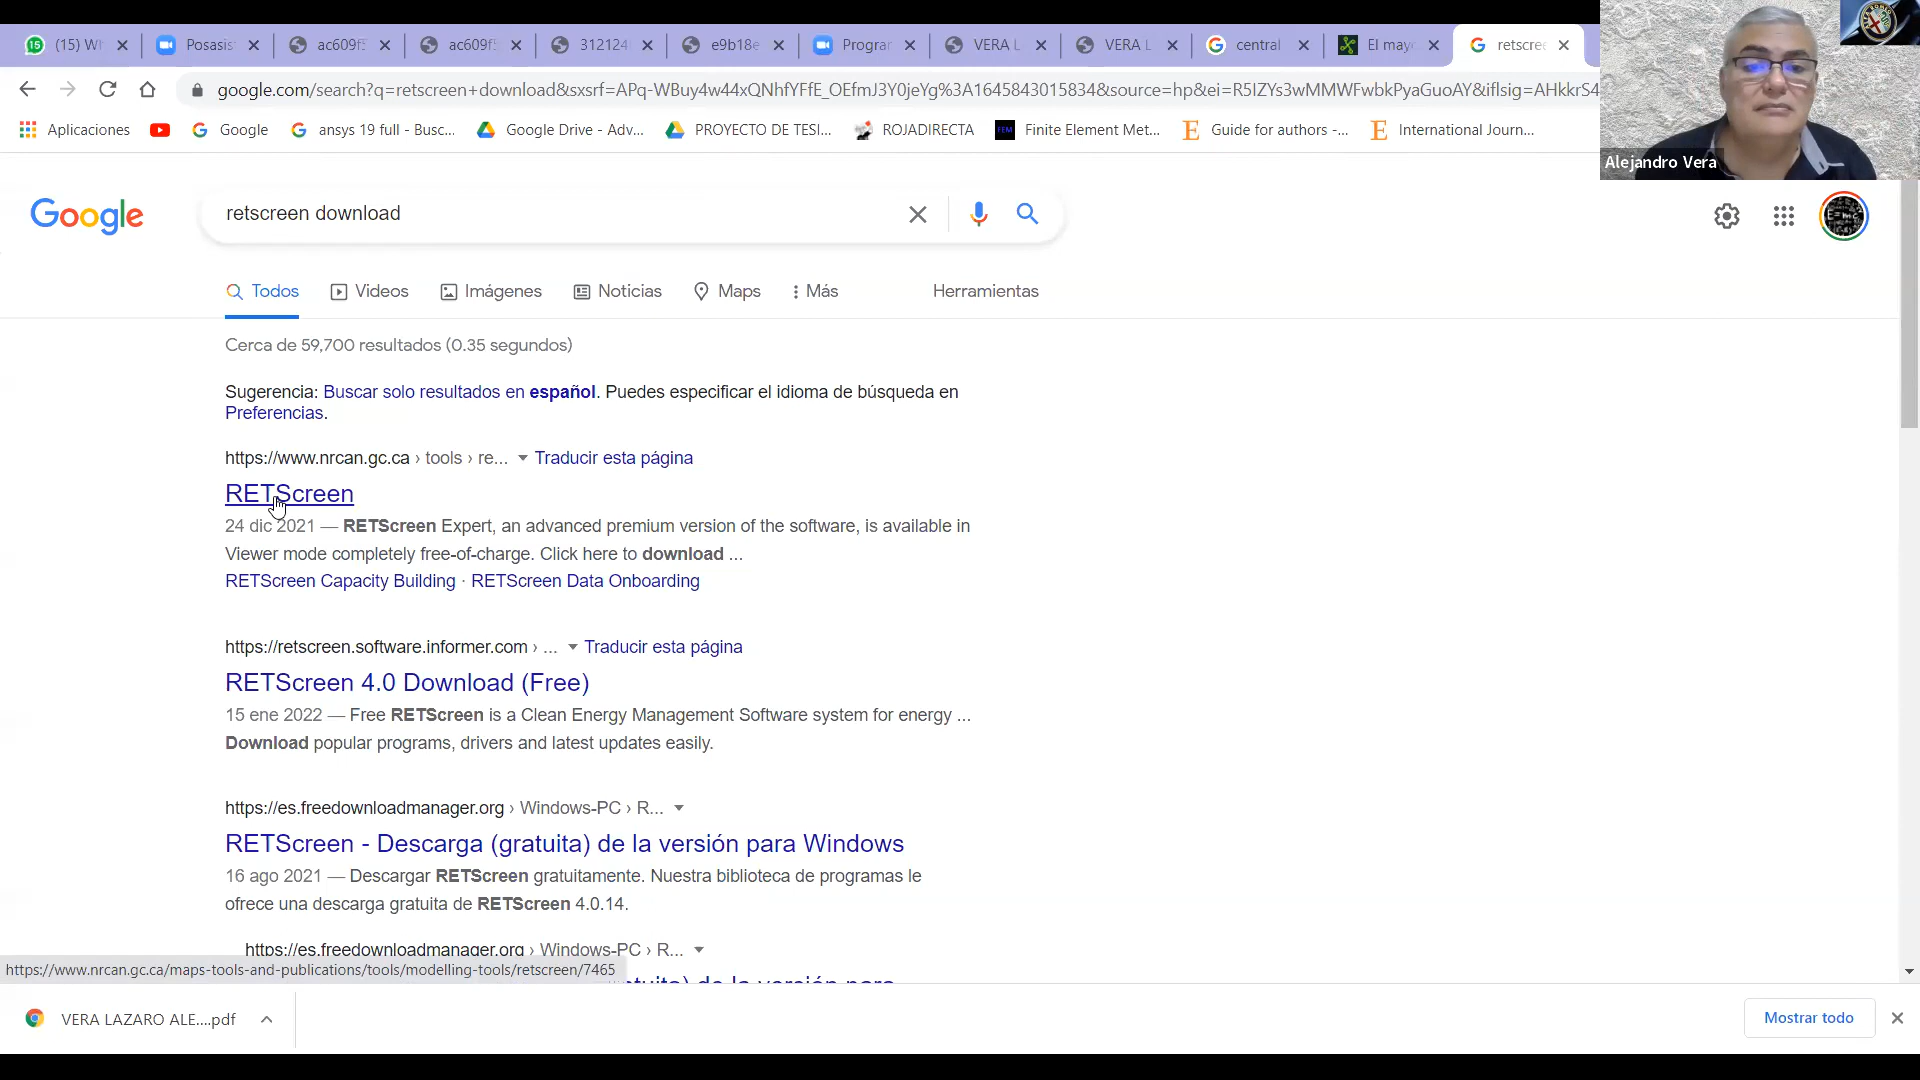 (15) W
Posasis
ac609f5
ac609f5
312124
e9b18e
Progra
VERA L
VERA L
central
El mayo
retscree
google.com/search?q=retscreen+download&sxsrf=APq-WBuy4w44xQNhfYFfE_OEfmJ3Y0jeYg%3A1645843015834&source=hp&ei=R5IZYs3wMMWFwbkPyaGuoAY&iflsig=AHkkrS4
Aplicaciones
Google
ansys 19 full - Busc...
Google Drive - Adv...
PROYECTO DE TESI...
ROJADIRECTA
Finite Element Met...
Guide for authors -...
International Journ...
Alejandro Vera
Google
retscreen download
Todos
Videos
Imágenes
Noticias
Maps
Más
Herramientas
Cerca de 59,700 resultados (0.35 segundos)
Sugerencia: Buscar solo resultados en español. Puedes especificar el idioma de búsqueda en
Preferencias.
https://www.nrcan.gc.ca › tools › re... Traducir esta página
RETScreen
24 dic 2021 — RETScreen Expert, an advanced premium version of the software, is available in
Viewer mode completely free-of-charge. Click here to download ...
RETScreen Capacity Building · RETScreen Data Onboarding
https://retscreen.software.informer.com › ... Traducir esta página
RETScreen 4.0 Download (Free)
15 ene 2022 — Free RETScreen is a Clean Energy Management Software system for energy ...
Download popular programs, drivers and latest updates easily.
https://es.freedownloadmanager.org › Windows-PC › R...
RETScreen - Descarga (gratuita) de la versión para Windows
16 ago 2021 — Descargar RETScreen gratuitamente. Nuestra biblioteca de programas le
ofrece una descarga gratuita de RETScreen 4.0.14.
https://es.freedownloadmanager.org › Windows-PC › R...
https://www.nrcan.gc.ca/maps-tools-and-publications/tools/modelling-tools/retscreen/7465
VERA LAZARO ALE....pdf
Mostrar todo